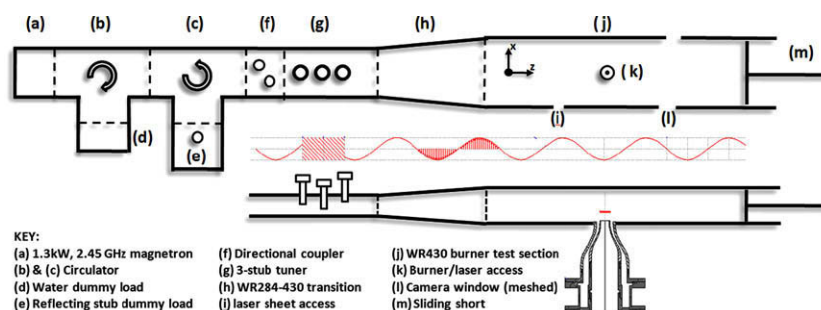 (a) (b) (c) (f) (g) (h) (j)
(m)
x
z
(k)
(d)
(e)
(i) (l)
KEY:
(a) 1.3kW, 2.45 GHz magnetron
(b) & (c) Circulator
(d) Water dummy load
(e) Reflecting stub dummy load
(f) Directional coupler
(g) 3-stub tuner
(h) WR284-430 transition
(i) laser sheet access
(j) WR430 burner test section
(k) Burner/laser access
(l) Camera window (meshed)
(m) Sliding short